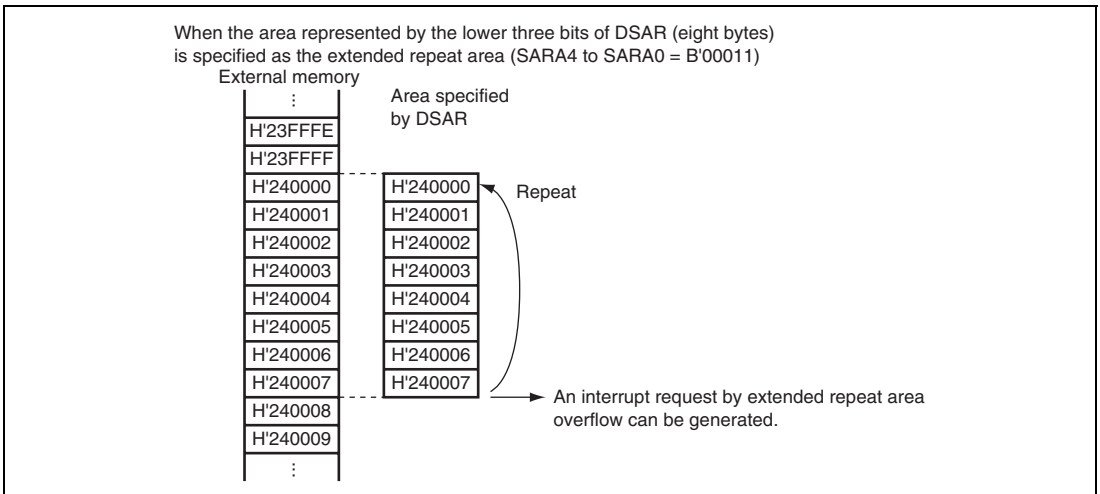 When the area represented by the lower three bits of DSAR (eight bytes)
is specified as the extended repeat area (SARA4 to SARA0 = B'00011)
External memory
Area specified
by DSAR
⋮
H'23FFFE
H'23FFFF
H'240000
H'240001
H'240002
H'240003
H'240004
H'240005
H'240006
H'240007
H'240008
H'240009
⋮
H'240000
H'240001
H'240002
H'240003
H'240004
H'240005
H'240006
H'240007
Repeat
An interrupt request by extended repeat area
overflow can be generated.